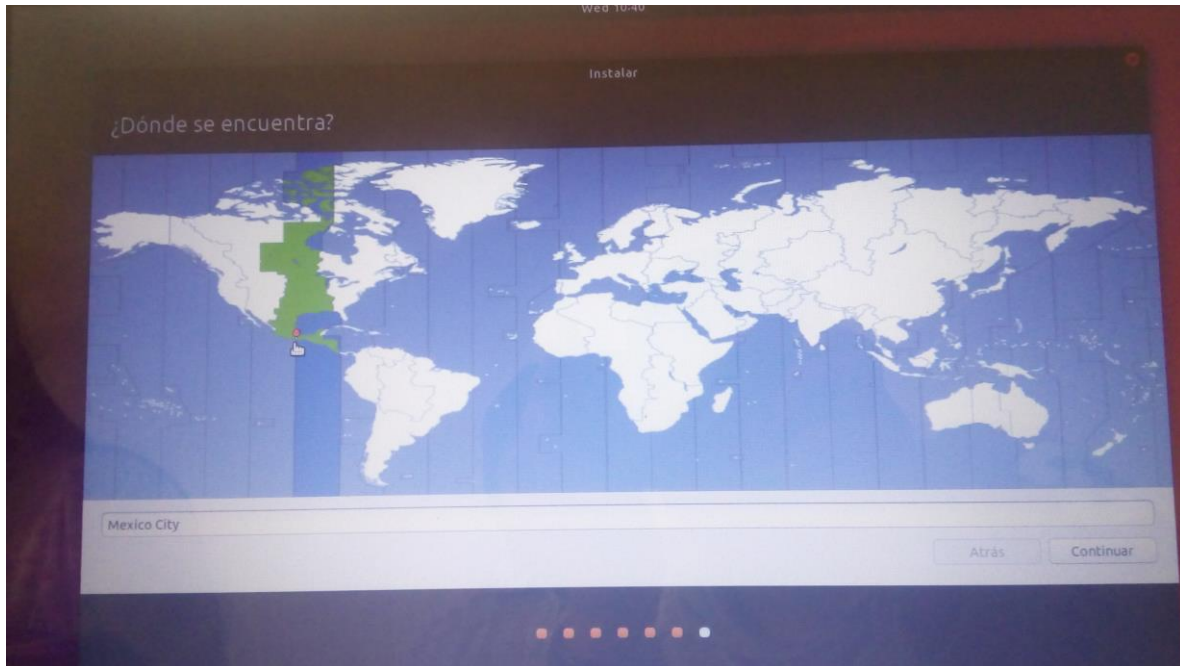 Wed 10:40
Instalar
¿Dónde se encuentra?
Mexico City
Atrás Continuar